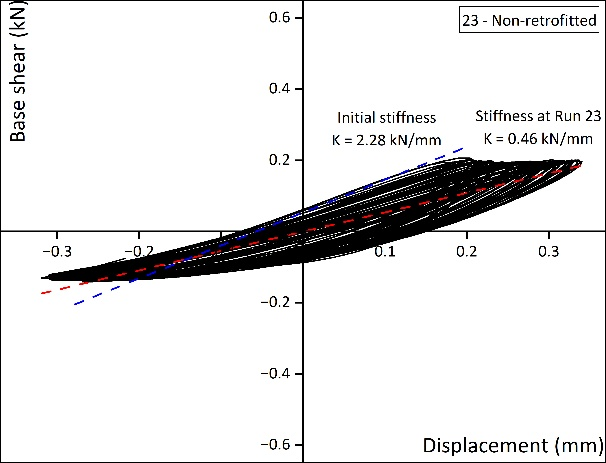 Base shear (kN)
0.6
23 - Non-retrofitted
0.4
Initial stiffness
K = 2.28 kN/mm
Stiffness at Run 23
K = 0.46 kN/mm
0.2
−0.3
−0.2
0.1
0.2
0.3
−0.2
−0.4
−0.6
Displacement (mm)